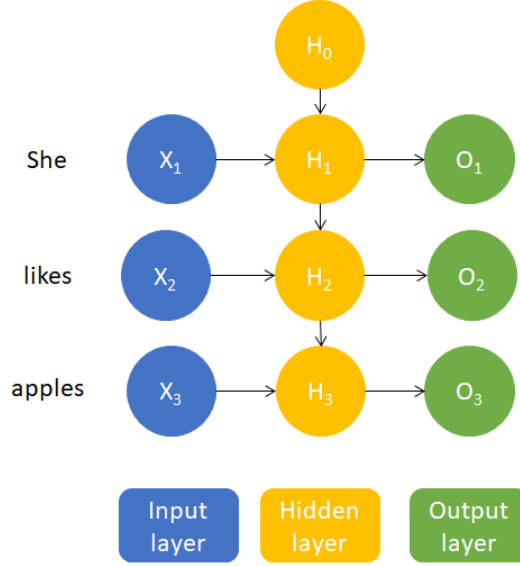 H₀
She X₁ H₁ O₁
likes X₂ H₂ O₂
apples X₃ H₃ O₃
Input layer
Hidden layer
Output layer